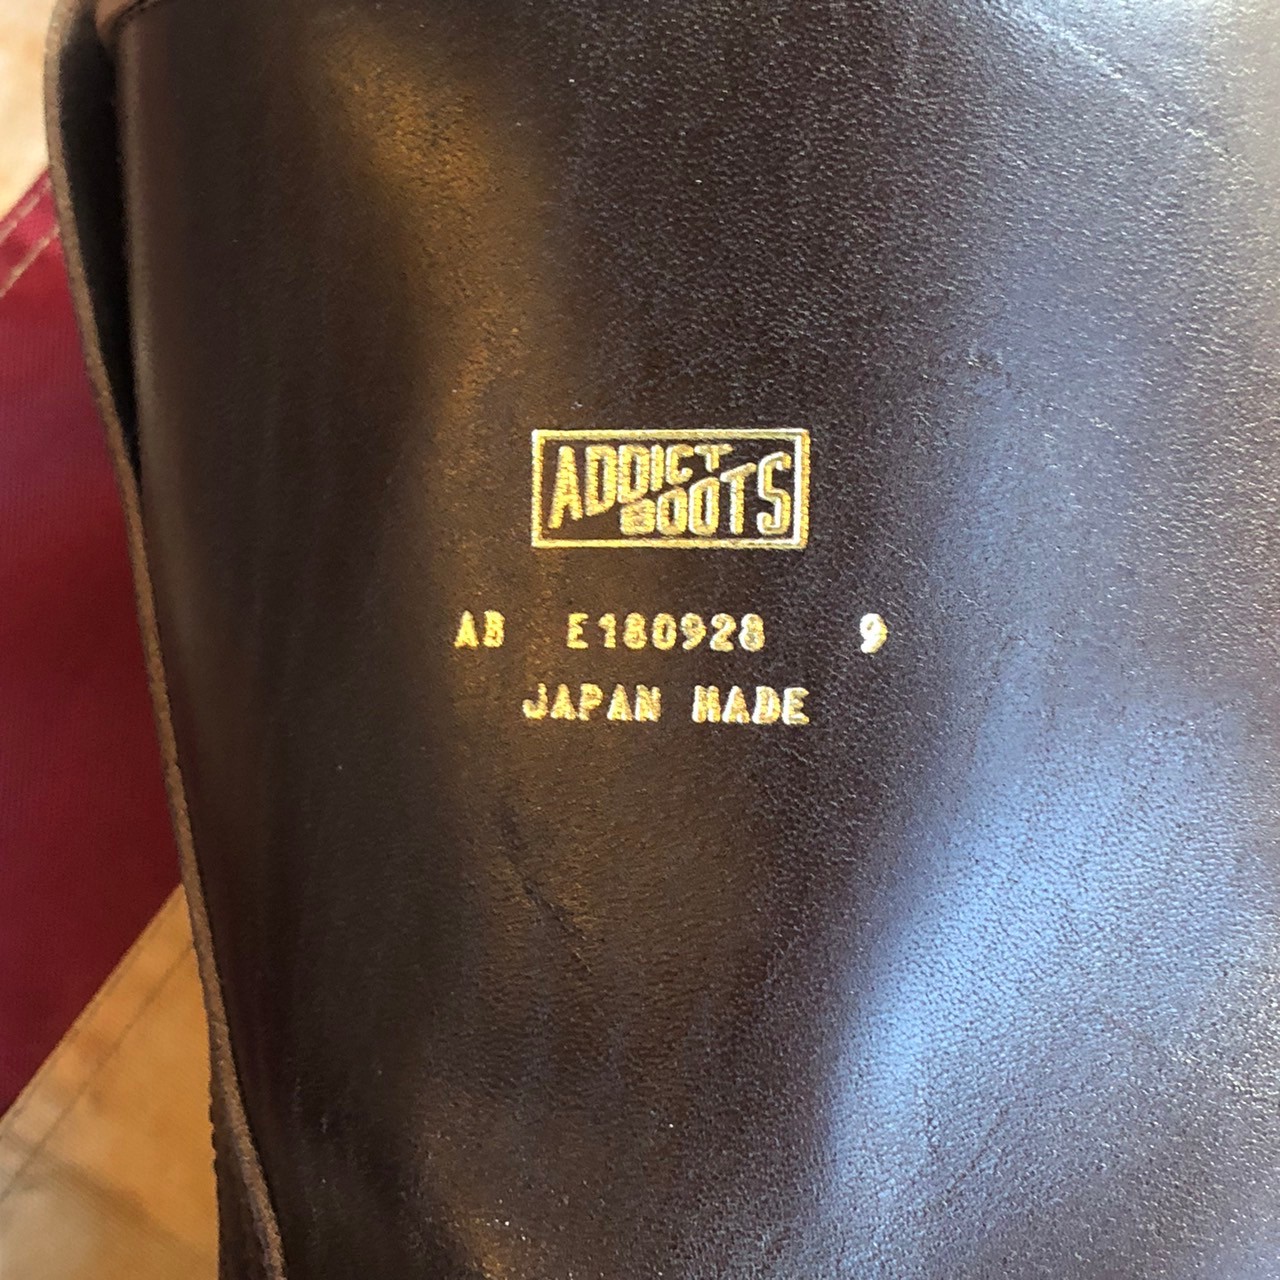 ADDICT
BOOTS
AB E180928 9
JAPAN MADE